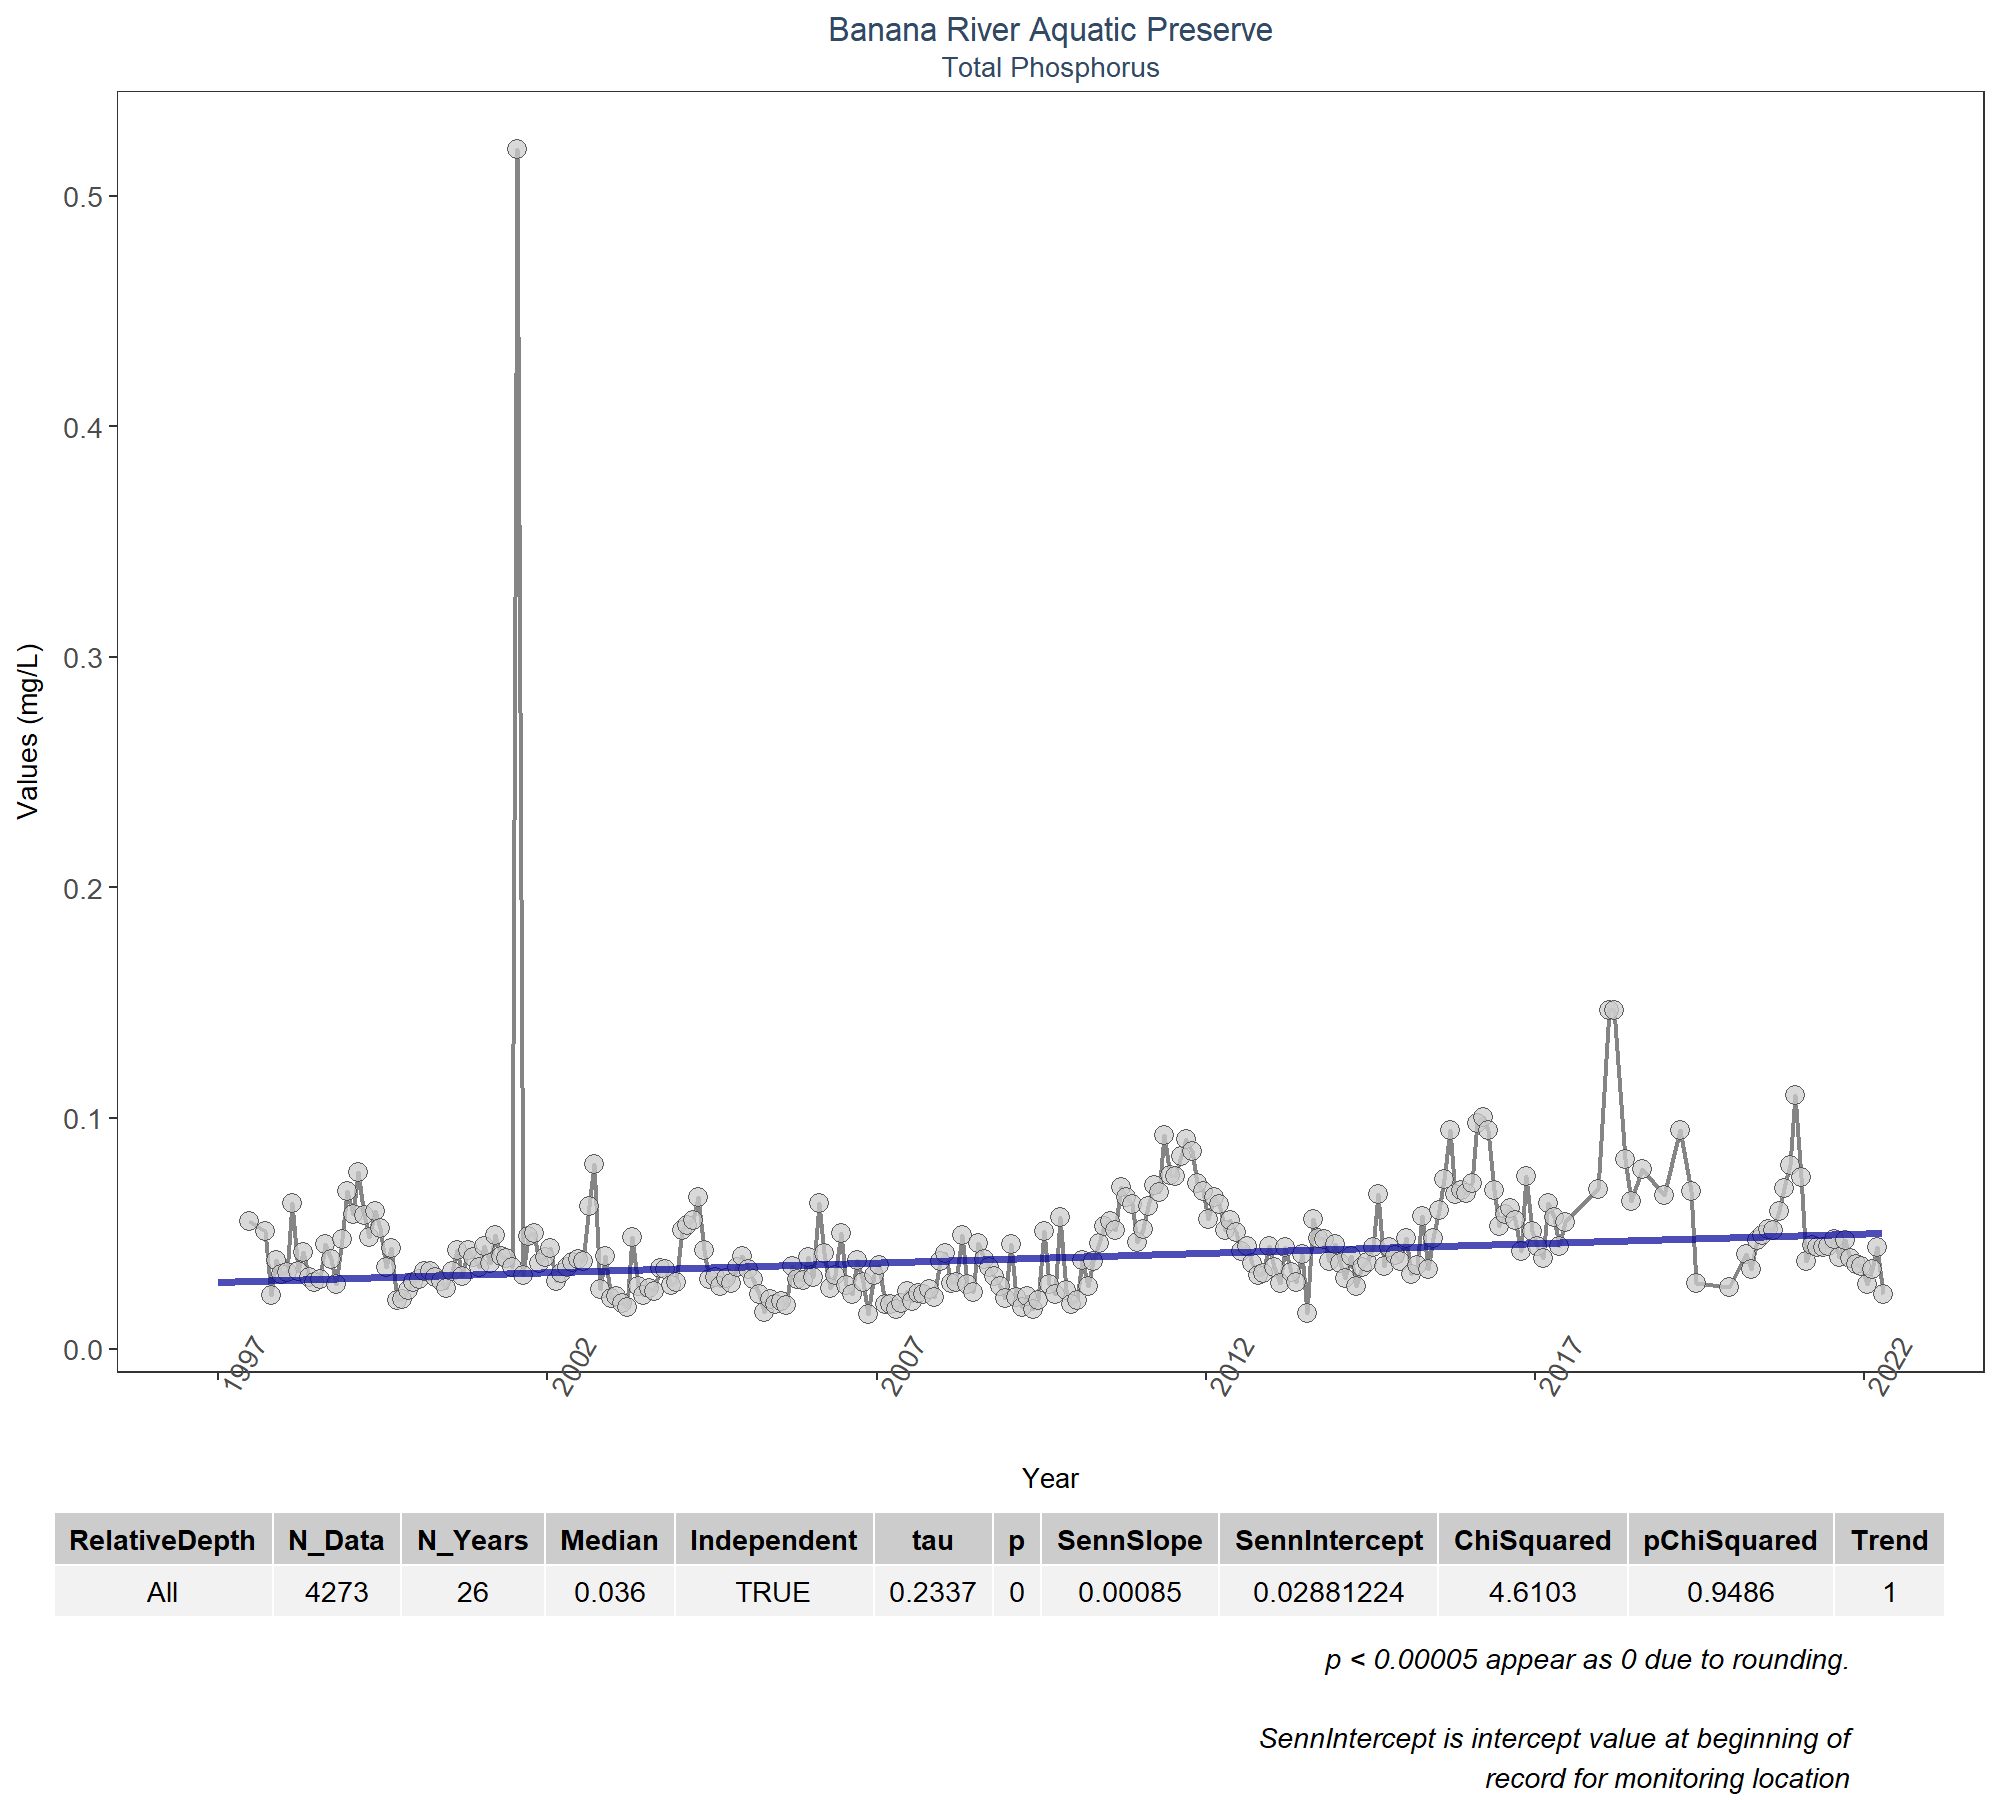 Banana River Aquatic Preserve
Total Phosphorus
Values (mg/L)
0.5
0.4
0.3
0.2
0.1
0.0
1997 2002 2007 2012 2017 2022
Year
RelativeDepth N_Data N_Years Median Independent tau p SennSlope SennIntercept ChiSquared pChiSquared Trend
All 4273 26 0.036 TRUE 0.2337 0 0.00085 0.02881224 4.6103 0.9486 1
p < 0.00005 appear as 0 due to rounding.
SennIntercept is intercept value at beginning of
record for monitoring location